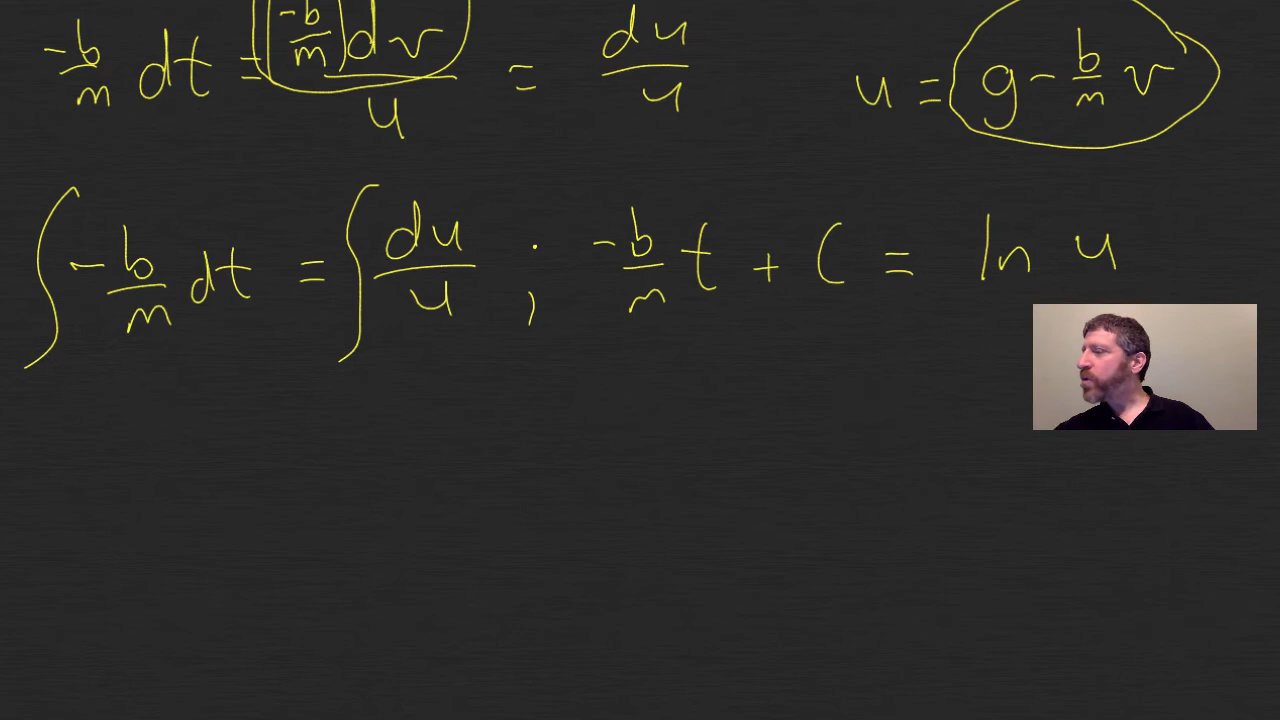 -b/m dt = (-b/m) dv / u = du/u u = g - b/m v
∫ -b/m dt = ∫ du/u ; -b/m t + C = ln u